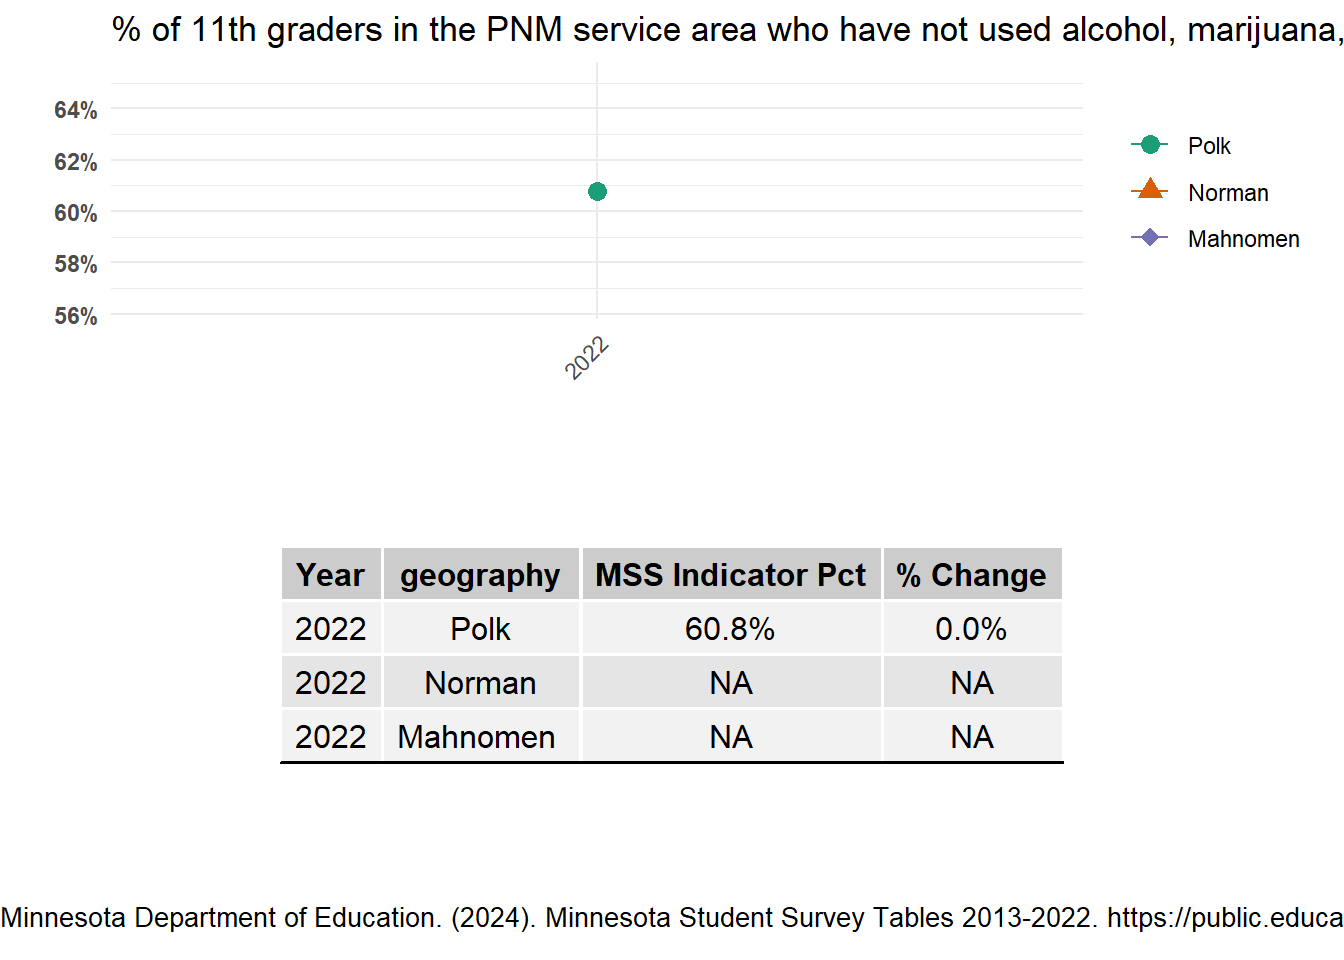 % of 11th graders in the PNM service area who have not used alcohol, marijuana,
64%
62%
60%
58%
56%
2022
Polk
Norman
Mahnomen
Year geography MSS Indicator Pct % Change
2022 Polk 60.8% 0.0%
2022 Norman NA NA
2022 Mahnomen NA NA
Minnesota Department of Education. (2024). Minnesota Student Survey Tables 2013-2022. https://public.educa